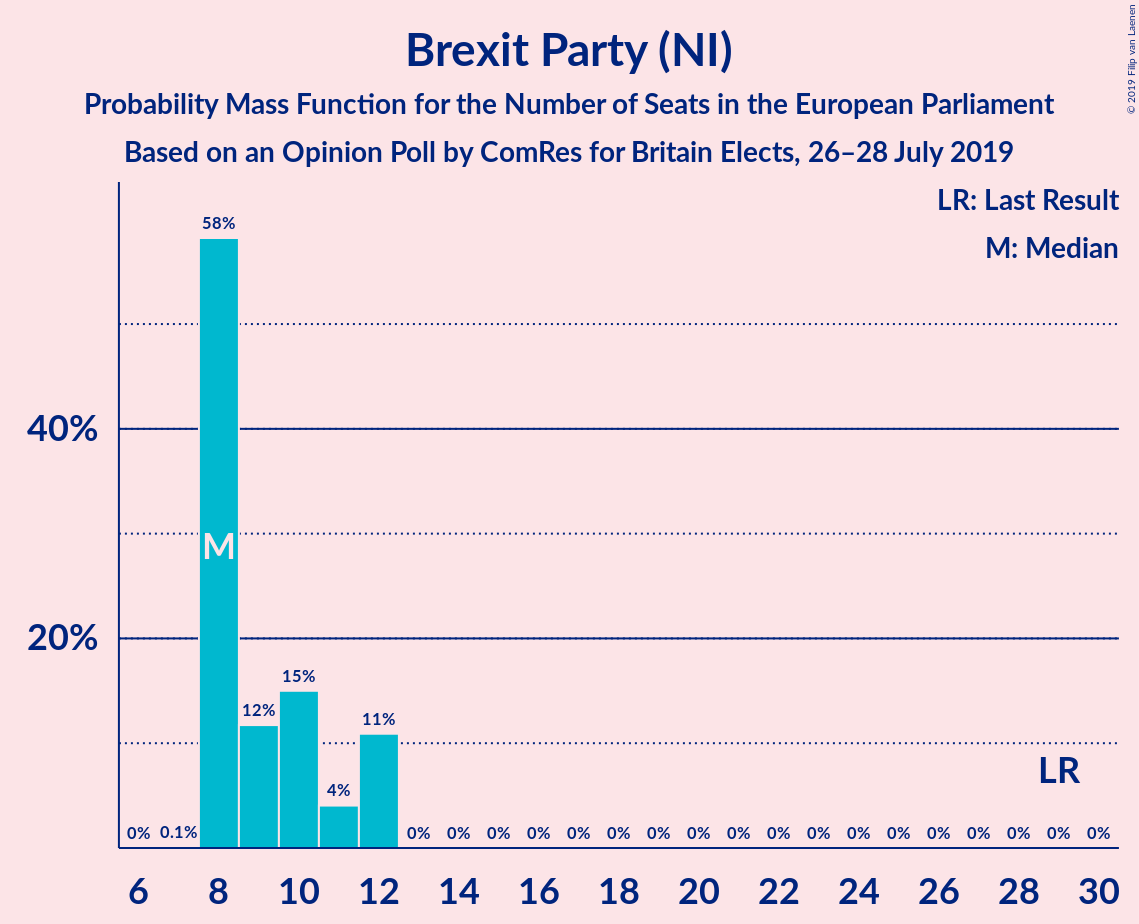 Brexit Party (NI)
Probability Mass Function for the Number of Seats in the European Parliament
Based on an Opinion Poll by ComRes for Britain Elects, 26–28 July 2019
© 2019 Filip van Laenen
LR: Last Result
M: Median
58%
40%
M
20%
15%
12%
11%
LR
4%
0% 0.1% 0% 0% 0% 0% 0% 0% 0% 0% 0% 0% 0% 0% 0% 0% 0% 0% 0% 0%
6 8 10 12 14 16 18 20 22 24 26 28 30